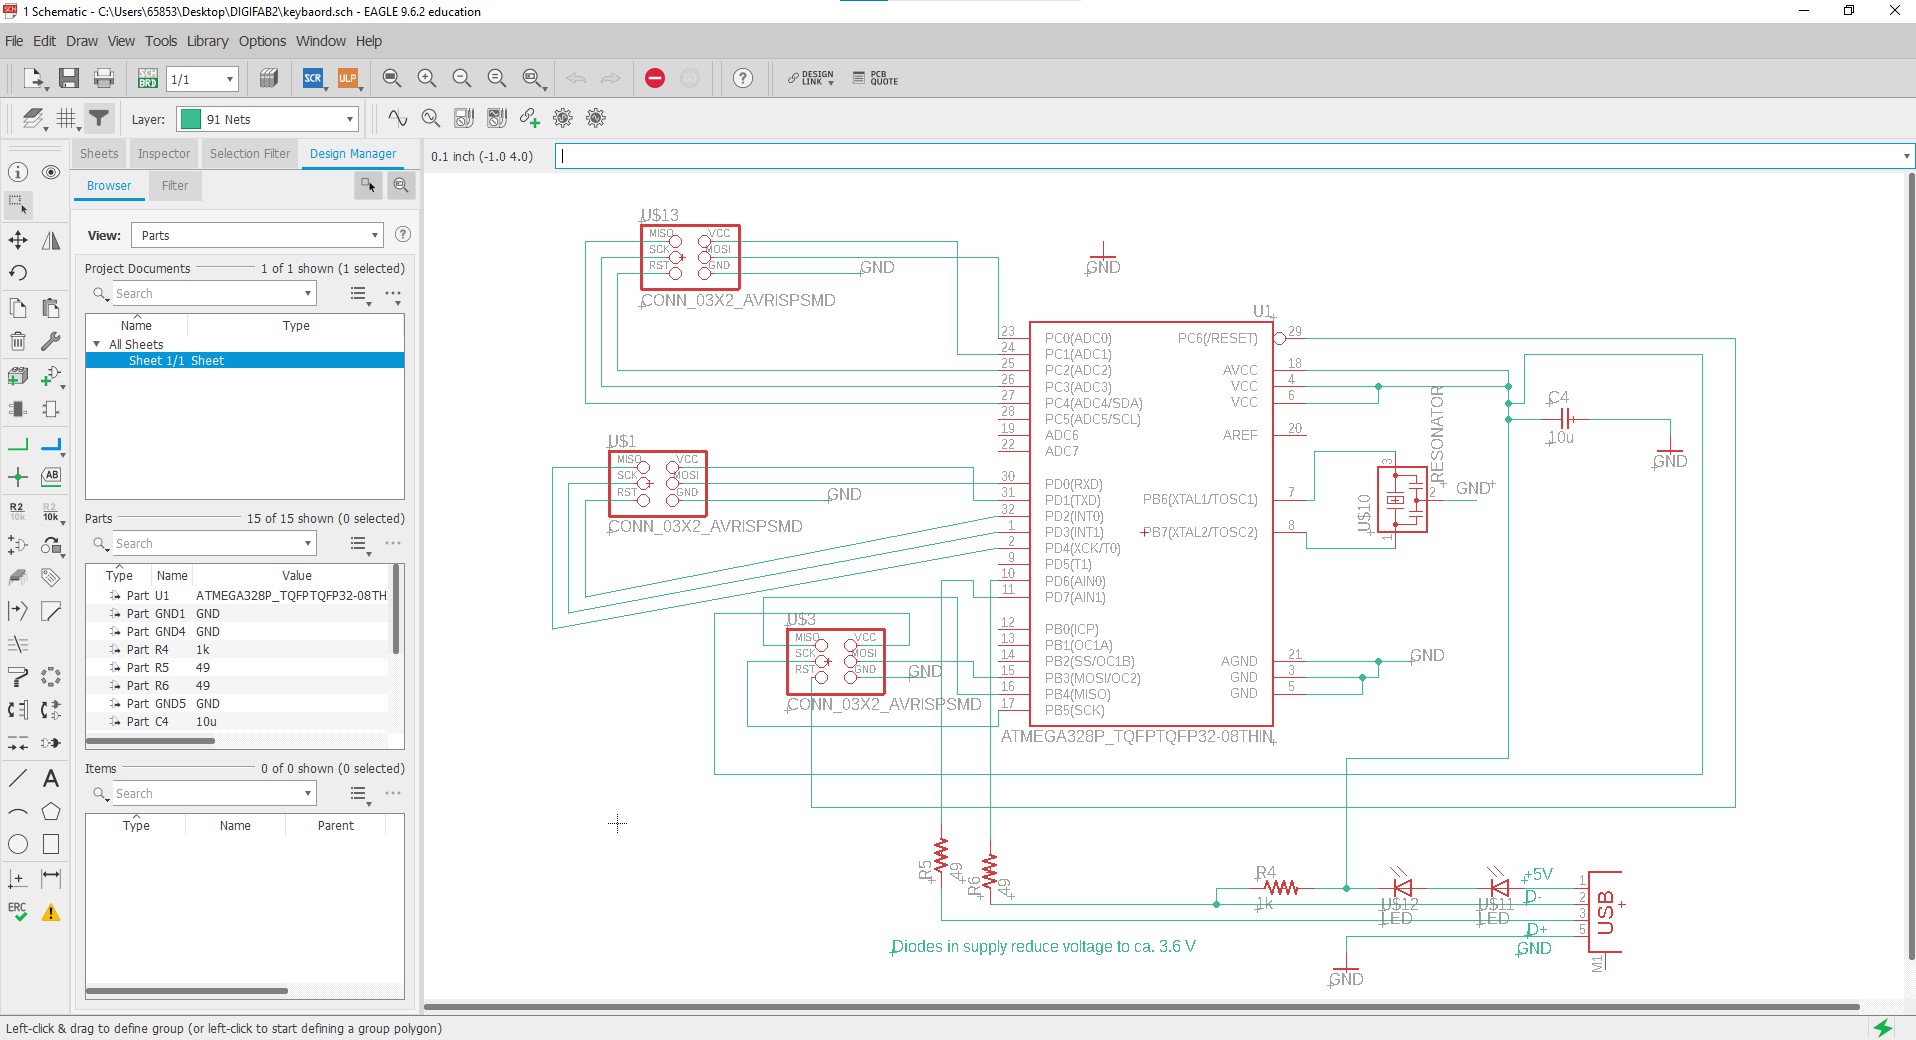 1 Schematic - C:\Users\65853\Desktop\DIGIFAB2\keybaord.sch - EAGLE 9.6.2 education
File Edit Draw View Tools Library Options Window Help
SCH BRD 1/1 SCR ULP DESIGN LINK PCB QUOTE
Layer: 91 Nets
Sheets Inspector Selection Filter Design Manager
0.1 inch (-1.0 4.0)
Browser Filter
View: Parts
Project Documents 1 of 1 shown (1 selected)
Search
Name Type
All Sheets
Sheet 1/1 Sheet
Parts 15 of 15 shown (0 selected)
Search
Type Name Value
Part U1 ATMEGA328P_TQFPTQFP32-08TH
Part GND1 GND
Part GND4 GND
Part R4 1k
Part R5 49
Part R6 49
Part GND5 GND
Part C4 10u
Items 0 of 0 shown (0 selected)
Search
Type Name Parent
R2 10k
R2 10k
ERC
U$13
MISO VCC
SCK MOSI
RST GND
GND
CONN_03X2_AVRISPSMD
GND
U$1
MISO VCC
SCK MOSI
RST GND
GND
CONN_03X2_AVRISPSMD
U$3
MISO VCC
SCK MOSI
RST GND
GND
CONN_03X2_AVRISPSMD
U1
23 PC0(ADC0) PC6(/RESET) 29
24 PC1(ADC1)
25 PC2(ADC2) AVCC 18
26 PC3(ADC3) VCC 4
27 PC4(ADC4/SDA) VCC 6
28 PC5(ADC5/SCL)
19 ADC6 AREF 20
22 ADC7
30 PD0(RXD)
31 PD1(TXD) PB6(XTAL1/TOSC1) 7
32 PD2(INT0)
1 PD3(INT1) PB7(XTAL2/TOSC2) 8
2 PD4(XCK/T0)
9 PD5(T1)
10 PD6(AIN0)
11 PD7(AIN1)
12 PB0(ICP)
13 PB1(OC1A)
14 PB2(SS/OC1B) AGND 21
15 PB3(MOSI/OC2) GND 3
16 PB4(MISO) GND 5
17 PB5(SCK)
ATMEGA328P_TQFPTQFP32-08THIN
GND
RESONATOR
U$10
3
2
1
GND
C4
10u
GND
R5
49
R6
49
R4
1k
U$12
LED
U$11
LED
+5V
D-
D+
GND
1
2
3
5
USB
M1
GND
Diodes in supply reduce voltage to ca. 3.6 V
Left-click & drag to define group (or left-click to start defining a group polygon)